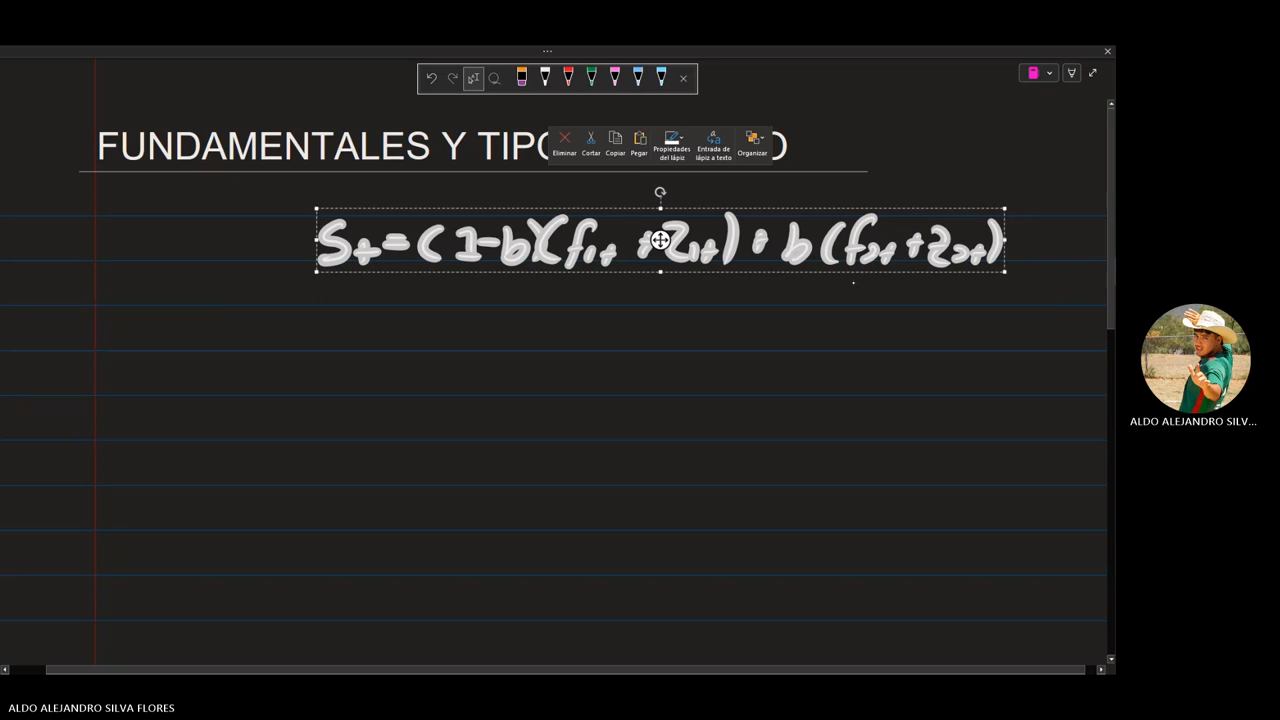 FUNDAMENTALES Y TIPO
O
Eliminar
Cortar
Copiar
Pegar
Propiedades del lápiz
Entrada de lápiz a texto
Organizar
St = (1-b)(f1t + z1t) + b(f2t + z2t)
ALDO ALEJANDRO SILV...
ALDO ALEJANDRO SILVA FLORES